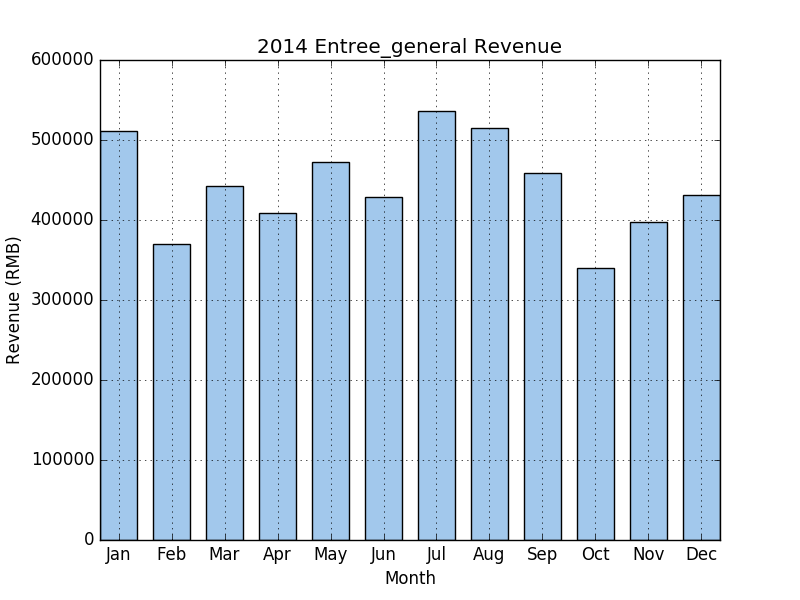 2014 Entree_general Revenue
600000
500000
400000
300000
200000
100000
0
Revenue (RMB)
Jan Feb Mar Apr May Jun Jul Aug Sep Oct Nov Dec
Month